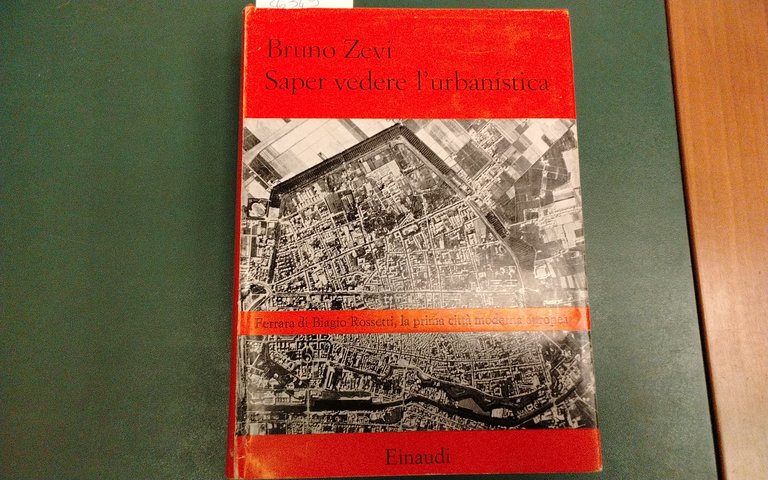 Bruno Zevi
Saper vedere l'urbanistica
Ferrara di Biagio Rossetti, la prima città moderna europea
Einaudi